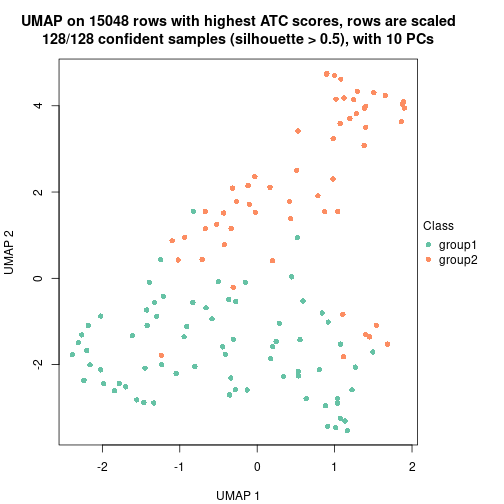 UMAP on 15048 rows with highest ATC scores, rows are scaled
128/128 confident samples (silhouette > 0.5), with 10 PCs
4
2
0
-2
UMAP 2
-2
-1
0
1
2
UMAP 1
Class
group1
group2